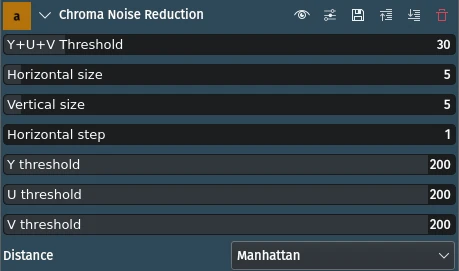 a Chroma Noise Reduction
Y+U+V Threshold 30
Horizontal size 5
Vertical size 5
Horizontal step 1
Y threshold 200
U threshold 200
V threshold 200
Distance Manhattan